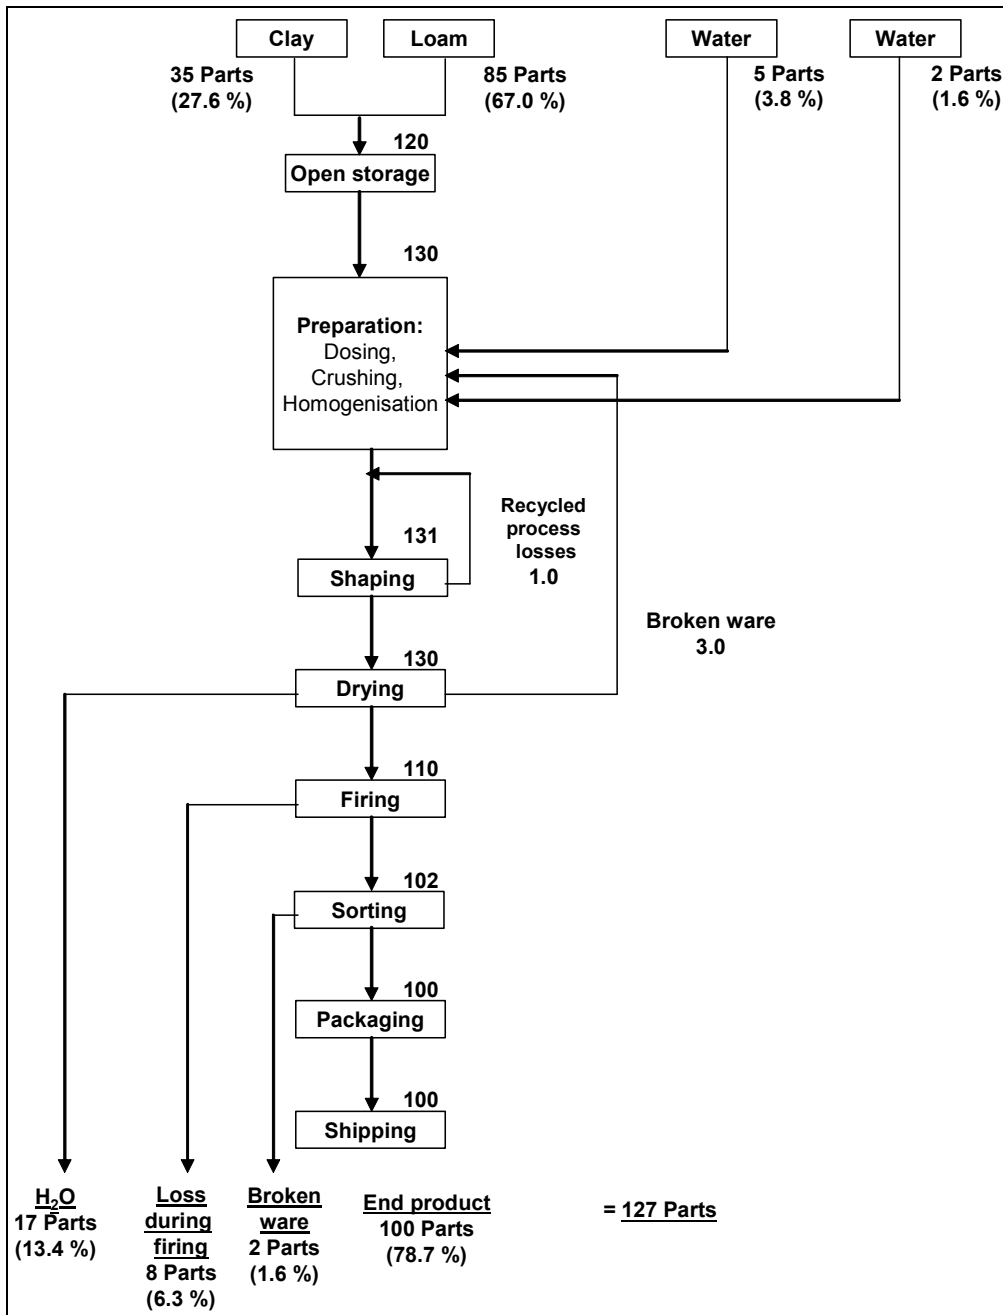 Clay
Loam
Water
Water
35 Parts
(27.6 %)
85 Parts
(67.0 %)
5 Parts
(3.8 %)
2 Parts
(1.6 %)
120
Open storage
130
Preparation:
Dosing,
Crushing,
Homogenisation
Recycled
process
losses
1.0
131
Shaping
Broken ware
3.0
130
Drying
110
Firing
102
Sorting
100
Packaging
100
Shipping
H2O
17 Parts
(13.4 %)
Loss
during
firing
8 Parts
(6.3 %)
Broken
ware
2 Parts
(1.6 %)
End product
100 Parts
(78.7 %)
= 127 Parts